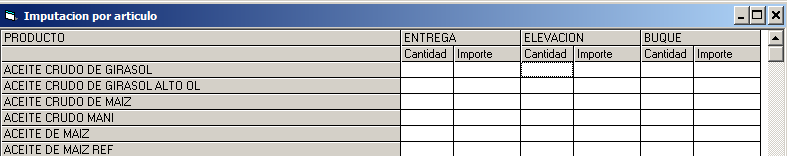 Imputacion por articulo
PRODUCTO ENTREGA ELEVACION BUQUE
Cantidad Importe Cantidad Importe Cantidad Importe
ACEITE CRUDO DE GIRASOL
ACEITE CRUDO DE GIRASOL ALTO OL
ACEITE CRUDO DE MAIZ
ACEITE CRUDO MANI
ACEITE DE MAIZ
ACEITE DE MAIZ REF